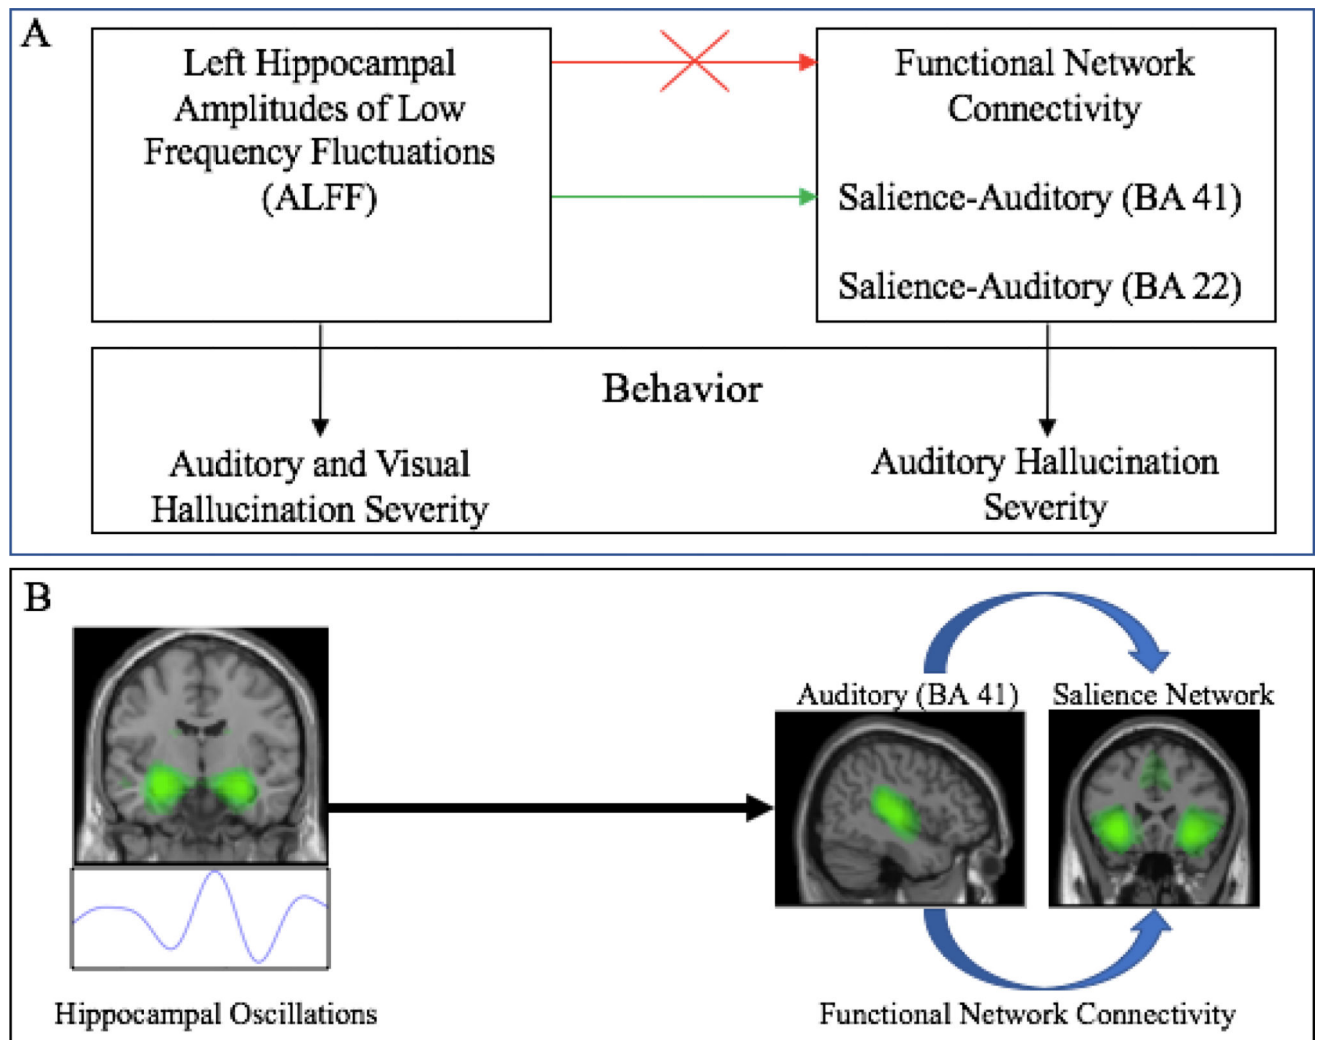 A
Left Hippocampal
Amplitudes of Low
Frequency Fluctuations
(ALFF)
Functional Network
Connectivity
Salience-Auditory (BA 41)
Salience-Auditory (BA 22)
Behavior
Auditory and Visual
Hallucination Severity
Auditory Hallucination
Severity
B
Auditory (BA 41)
Salience Network
Hippocampal Oscillations
Functional Network Connectivity